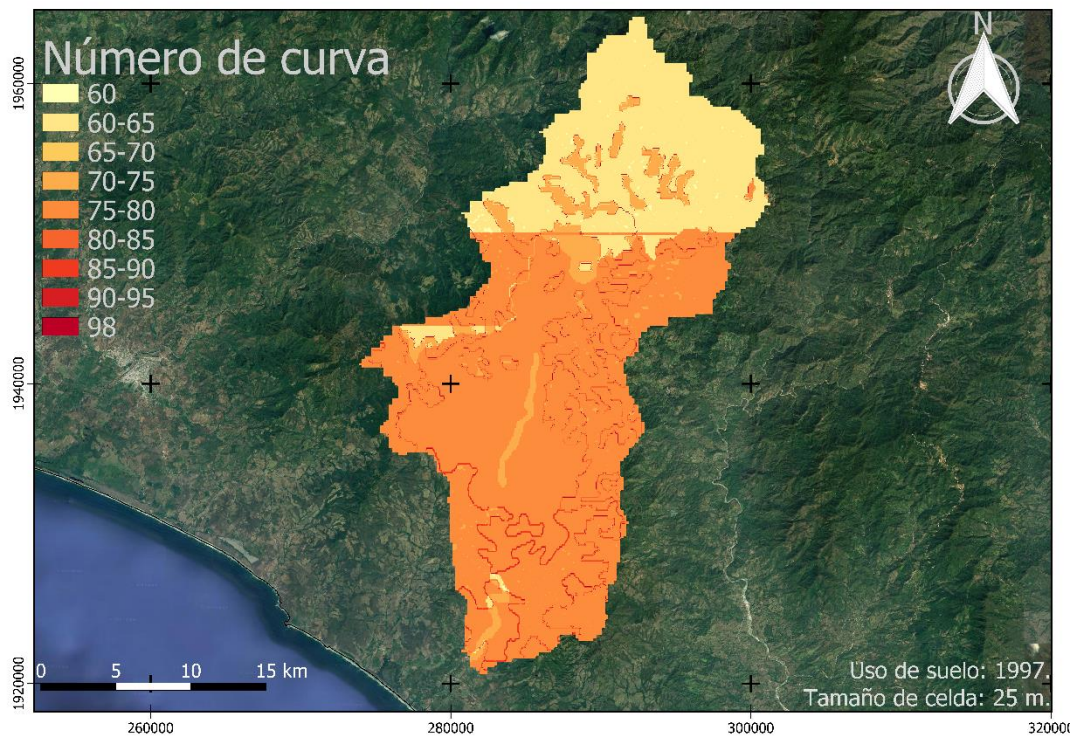 Número de curva
60
60-65
65-70
70-75
75-80
80-85
85-90
90-95
98
N
1960000
1940000
1920000
0 5 10 15 km
Uso de suelo: 1997.
Tamaño de celda: 25 m.
260000 280000 300000 320000